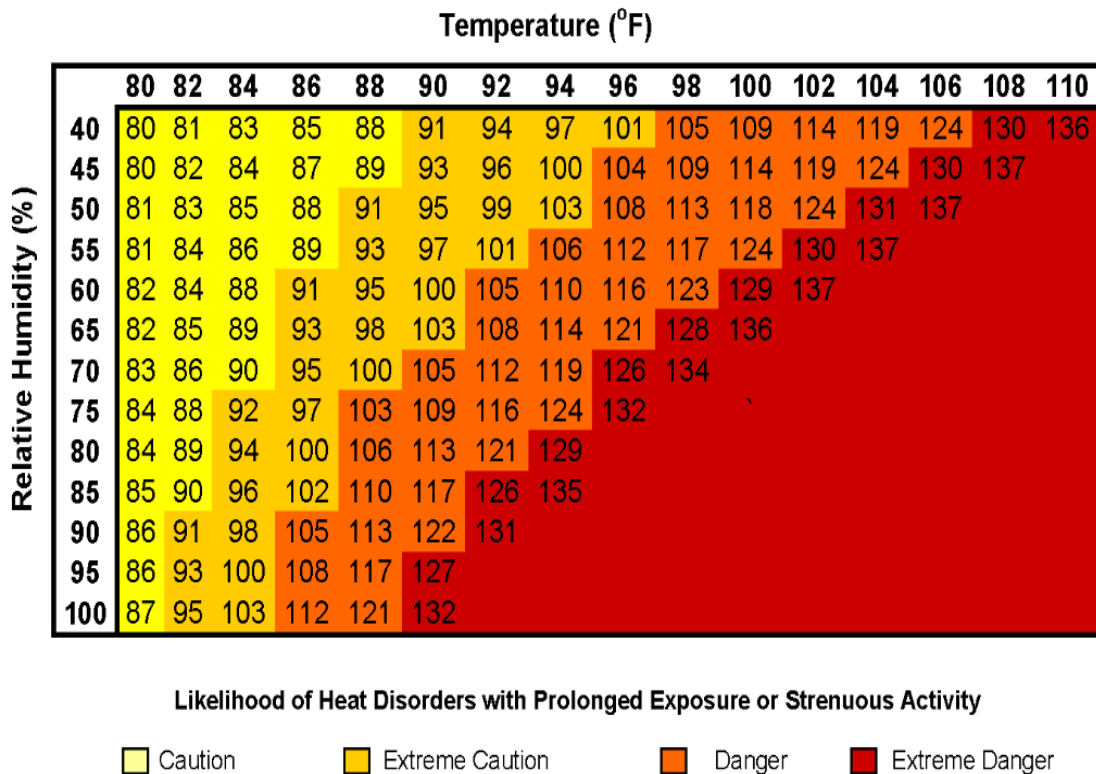 Temperature (°F)
80 82 84 86 88 90 92 94 96 98 100 102 104 106 108 110
Relative Humidity (%)
40 80 81 83 85 88 91 94 97 101 105 109 114 119 124 130 136
45 80 82 84 87 89 93 96 100 104 109 114 119 124 130 137
50 81 83 85 88 91 95 99 103 108 113 118 124 131 137
55 81 84 86 89 93 97 101 106 112 117 124 130 137
60 82 84 88 91 95 100 105 110 116 123 129 137
65 82 85 89 93 98 103 108 114 121 128 136
70 83 86 90 95 100 105 112 119 126 134
75 84 88 92 97 103 109 116 124 132 `
80 84 89 94 100 106 113 121 129
85 85 90 96 102 110 117 126 135
90 86 91 98 105 113 122 131
95 86 93 100 108 117 127
100 87 95 103 112 121 132
Likelihood of Heat Disorders with Prolonged Exposure or Strenuous Activity
Caution Extreme Caution Danger Extreme Danger